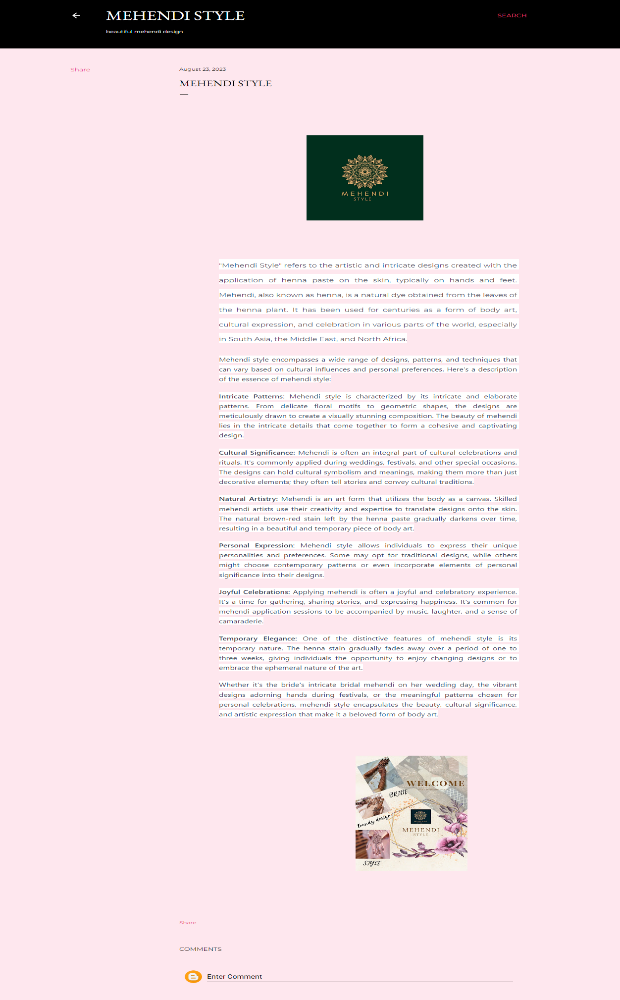 MEHENDI STYLE
SEARCH
beautiful mehendi design
Share
August 23, 2023
MEHENDI STYLE
MEHENDI
STYLE
"Mehendi Style" refers to the artistic and intricate designs created with the
application of henna paste on the skin, typically on hands and feet.
Mehendi, also known as henna, is a natural dye obtained from the leaves of
the henna plant. It has been used for centuries as a form of body art,
cultural expression, and celebration in various parts of the world, especially
in South Asia, the Middle East, and North Africa.
Mehendi style encompasses a wide range of designs, patterns, and techniques that
can vary based on cultural influences and personal preferences. Here's a description
of the essence of mehendi style:
Intricate Patterns: Mehendi style is characterized by its intricate and elaborate
patterns. From delicate floral motifs to geometric shapes, the designs are
meticulously drawn to create a visually stunning composition. The beauty of mehendi
lies in the intricate details that come together to form a cohesive and captivating
design.
Cultural Significance: Mehendi is often an integral part of cultural celebrations and
rituals. It's commonly applied during weddings, festivals, and other special occasions.
The designs can hold cultural symbolism and meanings, making them more than just
decorative elements; they often tell stories and convey cultural traditions.
Natural Artistry: Mehendi is an art form that utilizes the body as a canvas. Skilled
mehendi artists use their creativity and expertise to translate designs onto the skin.
The natural brown-red stain left by the henna paste gradually darkens over time,
resulting in a beautiful and temporary piece of body art.
Personal Expression: Mehendi style allows individuals to express their unique
personalities and preferences. Some may opt for traditional designs, while others
might choose contemporary patterns or even incorporate elements of personal
significance into their designs.
Joyful Celebrations: Applying mehendi is often a joyful and celebratory experience.
It's a time for gathering, sharing stories, and expressing happiness. It's common for
mehendi application sessions to be accompanied by music, laughter, and a sense of
camaraderie.
Temporary Elegance: One of the distinctive features of mehendi style is its
temporary nature. The henna stain gradually fades away over a period of one to
three weeks, giving individuals the opportunity to enjoy changing designs or to
embrace the ephemeral nature of the art.
Whether it's the bride's intricate bridal mehendi on her wedding day, the vibrant
designs adorning hands during festivals, or the meaningful patterns chosen for
personal celebrations, mehendi style encapsulates the beauty, cultural significance,
and artistic expression that make it a beloved form of body art.
WELCOME
BRIDE
Trendy design
MEHENDI
STYLE
MEHENDI
STYLE
Share
COMMENTS
Enter Comment